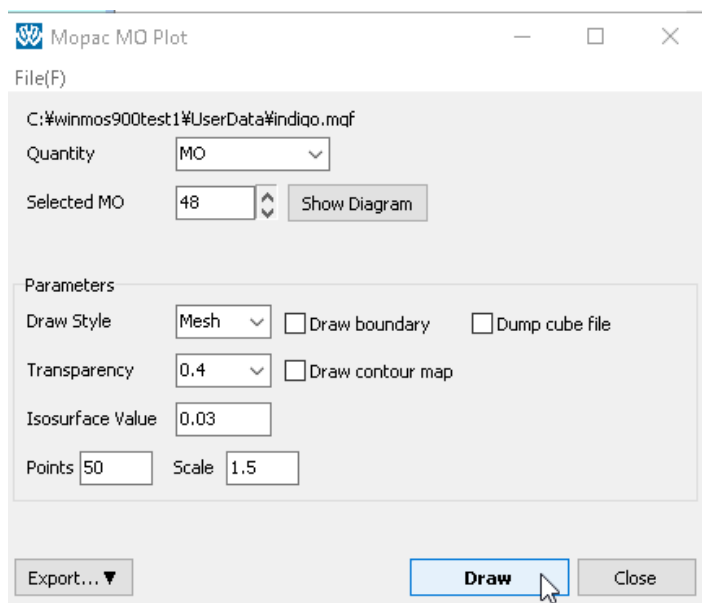 Mopac MO Plot
File(F)
C:¥winmos900test1¥UserData¥indigo.mgf
Quantity MO
Selected MO 48 Show Diagram
Parameters
Draw Style Mesh Draw boundary Dump cube file
Transparency 0.4 Draw contour map
Isosurface Value 0.03
Points 50 Scale 1.5
Export...▼ Draw Close